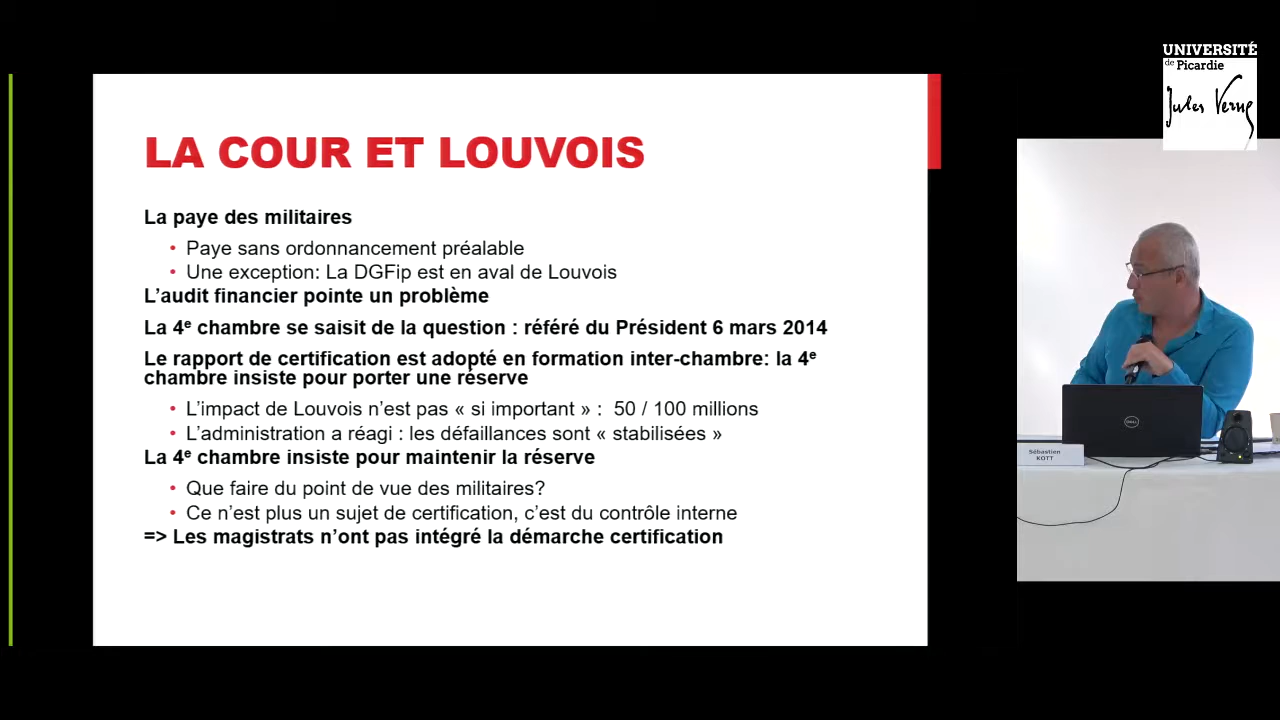 UNIVERSITÉ
de Picardie
Jules Verne
LA COUR ET LOUVOIS
La paye des militaires
• Paye sans ordonnancement préalable
• Une exception: La DGFip est en aval de Louvois
L’audit financier pointe un problème
La 4e chambre se saisit de la question : référé du Président 6 mars 2014
Le rapport de certification est adopté en formation inter-chambre: la 4e
chambre insiste pour porter une réserve
• L’impact de Louvois n’est pas « si important » : 50 / 100 millions
• L’administration a réagi : les défaillances sont « stabilisées »
La 4e chambre insiste pour maintenir la réserve
• Que faire du point de vue des militaires?
• Ce n’est plus un sujet de certification, c’est du contrôle interne
=> Les magistrats n’ont pas intégré la démarche certification
DELL
Sébastien
KOTT